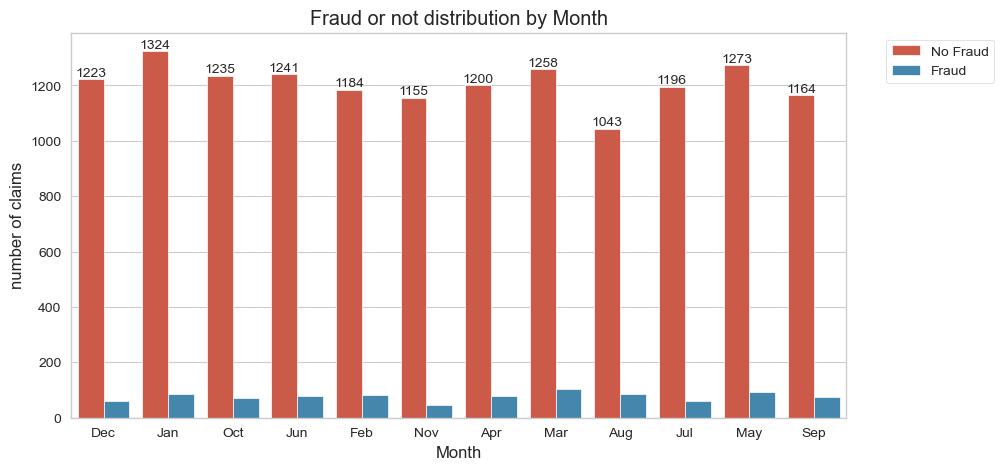 Fraud or not distribution by Month
No Fraud
Fraud
number of claims
1200
1000
800
600
400
200
0
1223
1324
1235
1241
1184
1155
1200
1258
1043
1196
1273
1164
Dec
Jan
Oct
Jun
Feb
Nov
Apr
Mar
Aug
Jul
May
Sep
Month